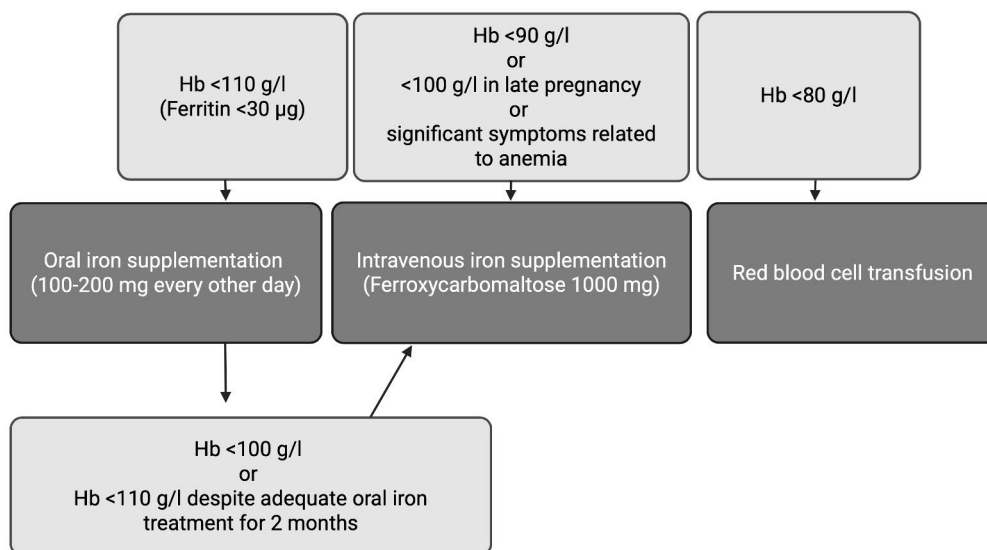 Hb <110 g/l
(Ferritin <30 µg)
Hb <90 g/l
or
<100 g/l in late pregnancy
or
significant symptoms related
to anemia
Hb <80 g/l
Oral iron supplementation
(100-200 mg every other day)
Intravenous iron supplementation
(Ferroxycarbomaltose 1000 mg)
Red blood cell transfusion
Hb <100 g/l
or
Hb <110 g/l despite adequate oral iron
treatment for 2 months